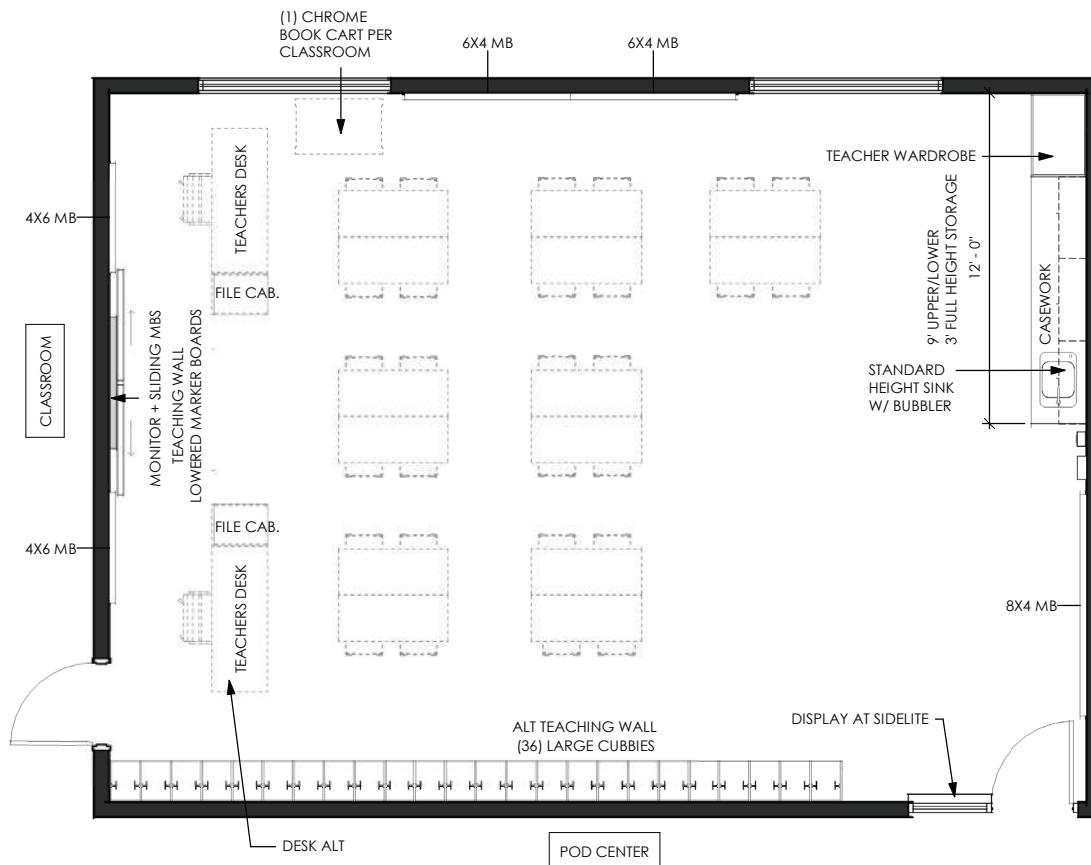 (1) CHROME
BOOK CART PER
CLASSROOM
6X4 MB
6X4 MB
TEACHER WARDROBE
TEACHERS DESK
4X6 MB
FILE CAB.
9' UPPER/LOWER
3' FULL HEIGHT STORAGE
12' - 0"
CASEWORK
CLASSROOM
MONITOR + SLIDING MBS
TEACHING WALL
LOWERED MARKER BOARDS
STANDARD
HEIGHT SINK
W/ BUBBLER
FILE CAB.
4X6 MB
TEACHERS DESK
8X4 MB
ALT TEACHING WALL
(36) LARGE CUBBIES
DISPLAY AT SIDELITE
DESK ALT
POD CENTER